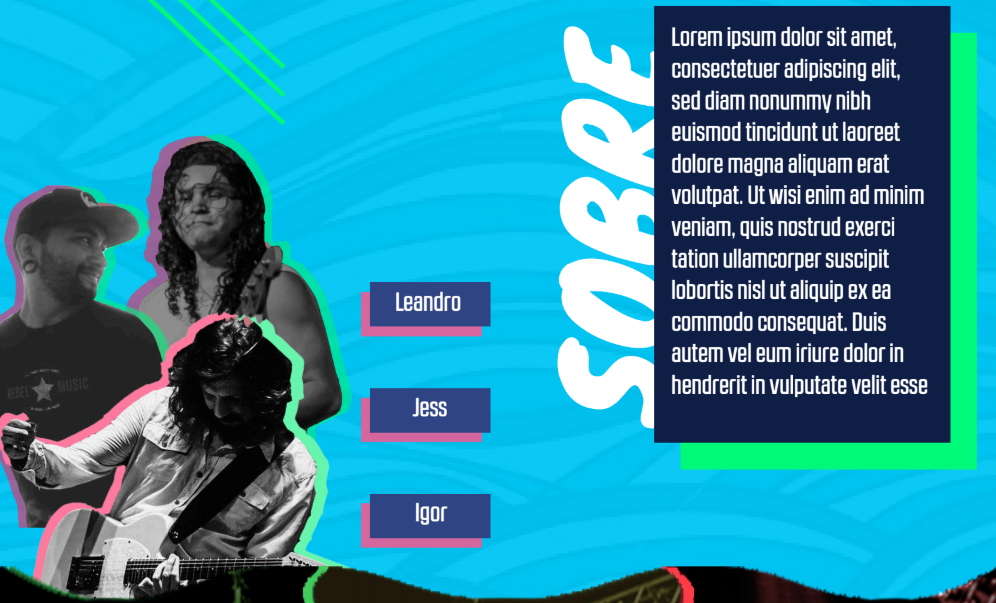 REBEL MUSIC
Leandro
Jess
Igor
SOBRE
Lorem ipsum dolor sit amet,
consectetuer adipiscing elit,
sed diam nonummy nibh
euismod tincidunt ut laoreet
dolore magna aliquam erat
volutpat. Ut wisi enim ad minim
veniam, quis nostrud exerci
tation ullamcorper suscipit
lobortis nisl ut aliquip ex ea
commodo consequat. Duis
autem vel eum iriure dolor in
hendrerit in vulputate velit esse